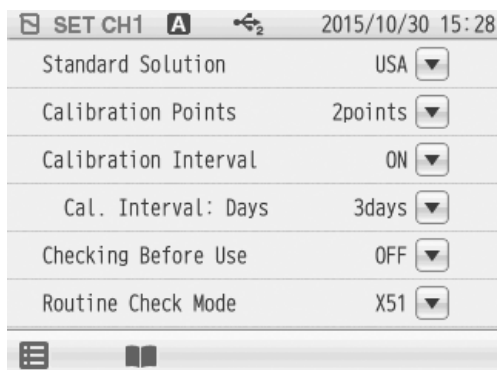 SET CH1 A 2 2015/10/30 15:28
Standard Solution USA
Calibration Points 2points
Calibration Interval ON
Cal. Interval: Days 3days
Checking Before Use OFF
Routine Check Mode X51